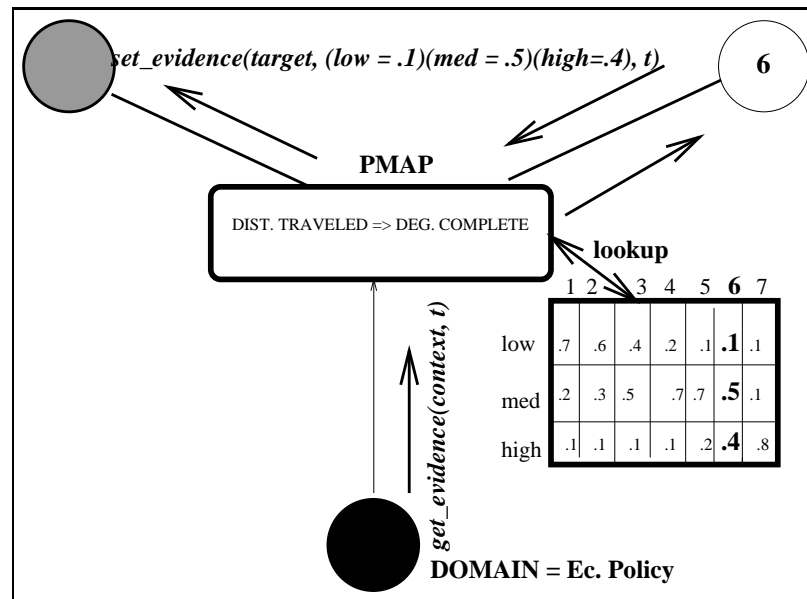 set_evidence(target, (low = .1)(med = .5)(high=.4), t)
6
PMAP
DIST. TRAVELED => DEG. COMPLETE
lookup
1 2 3 4 5 6 7
low .7 .6 .4 .2 .1 .1 .1
med .2 .3 .5 .7 .7 .5 .1
high .1 .1 .1 .1 .2 .4 .8
get_evidence(context, t)
DOMAIN = Ec. Policy